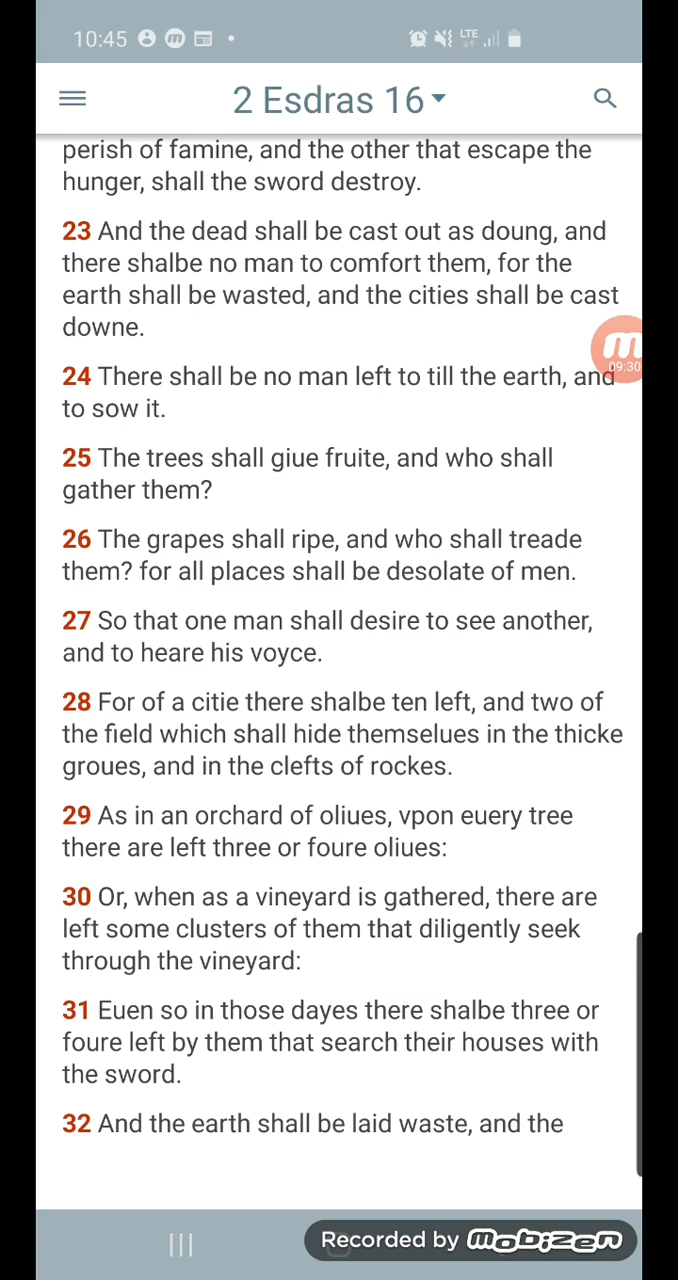 10:45
LTE
2 Esdras 16
perish of famine, and the other that escape the
hunger, shall the sword destroy.
23 And the dead shall be cast out as doung, and
there shalbe no man to comfort them, for the
earth shall be wasted, and the cities shall be cast
downe.
09:30
24 There shall be no man left to till the earth, and
to sow it.
25 The trees shall giue fruite, and who shall
gather them?
26 The grapes shall ripe, and who shall treade
them? for all places shall be desolate of men.
27 So that one man shall desire to see another,
and to heare his voyce.
28 For of a citie there shalbe ten left, and two of
the field which shall hide themselues in the thicke
groues, and in the clefts of rockes.
29 As in an orchard of oliues, vpon euery tree
there are left three or foure oliues:
30 Or, when as a vineyard is gathered, there are
left some clusters of them that diligently seek
through the vineyard:
31 Euen so in those dayes there shalbe three or
foure left by them that search their houses with
the sword.
32 And the earth shall be laid waste, and the
Recorded by mobizen